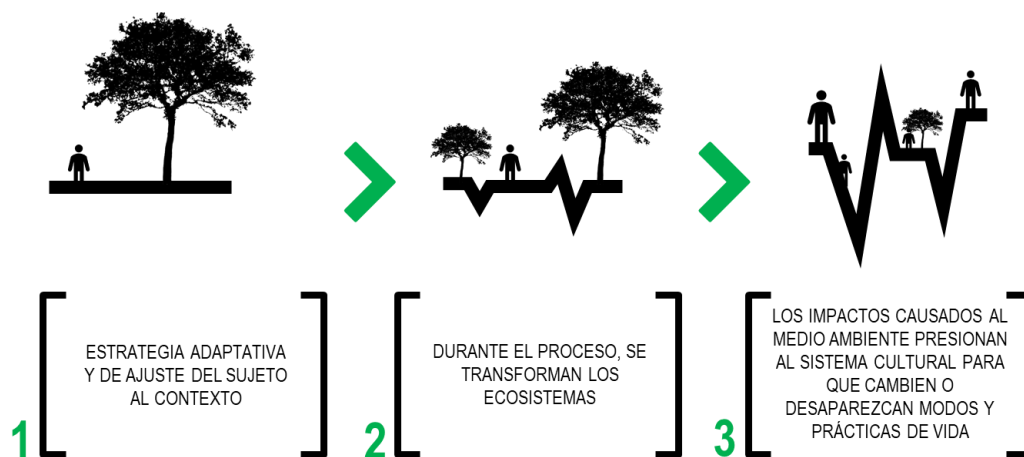 1
ESTRATEGIA ADAPTATIVA
Y DE AJUSTE DEL SUJETO
AL CONTEXTO
2
DURANTE EL PROCESO, SE
TRANSFORMAN LOS
ECOSISTEMAS
3
LOS IMPACTOS CAUSADOS AL
MEDIO AMBIENTE PRESIONAN
AL SISTEMA CULTURAL PARA
QUE CAMBIEN O
DESAPAREZCAN MODOS Y
PRÁCTICAS DE VIDA